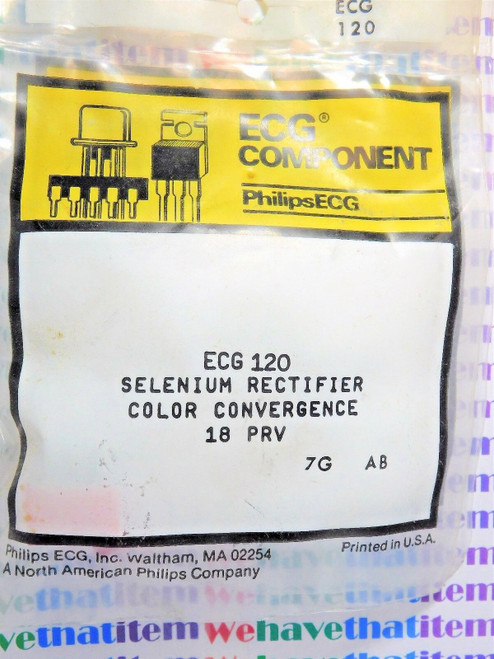 ECG
120
ECG®
COMPONENT
PhilipsECG
ECG 120
SELENIUM RECTIFIER
COLOR CONVERGENCE
18 PRV
7G AB
Philips ECG, Inc. Waltham, MA 02254
A North American Philips Company
Printed in U.S.A.
wehavethatitem wehavethatitem